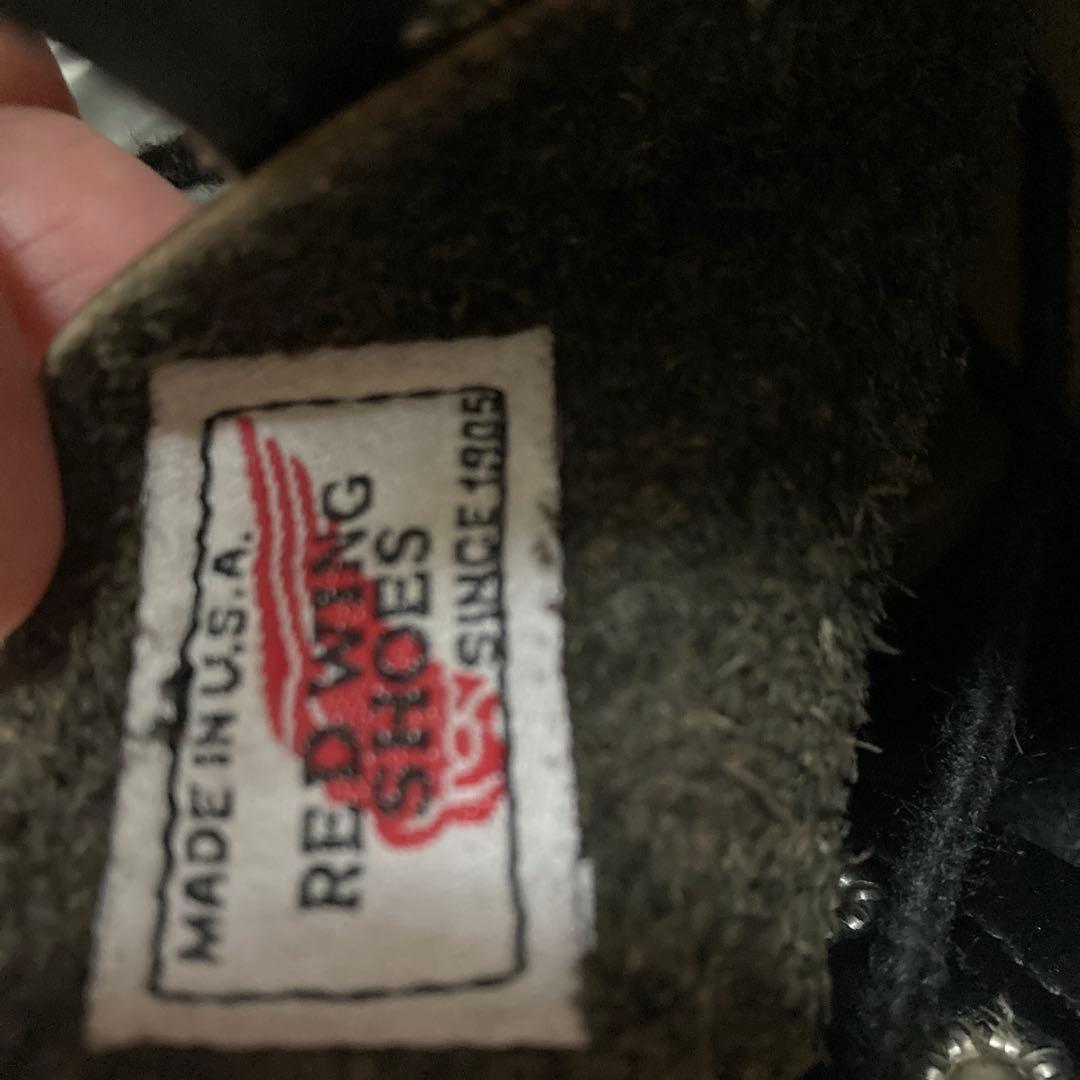 MADE IN U.S.A.
RED WING
SHOES
SINCE 1905